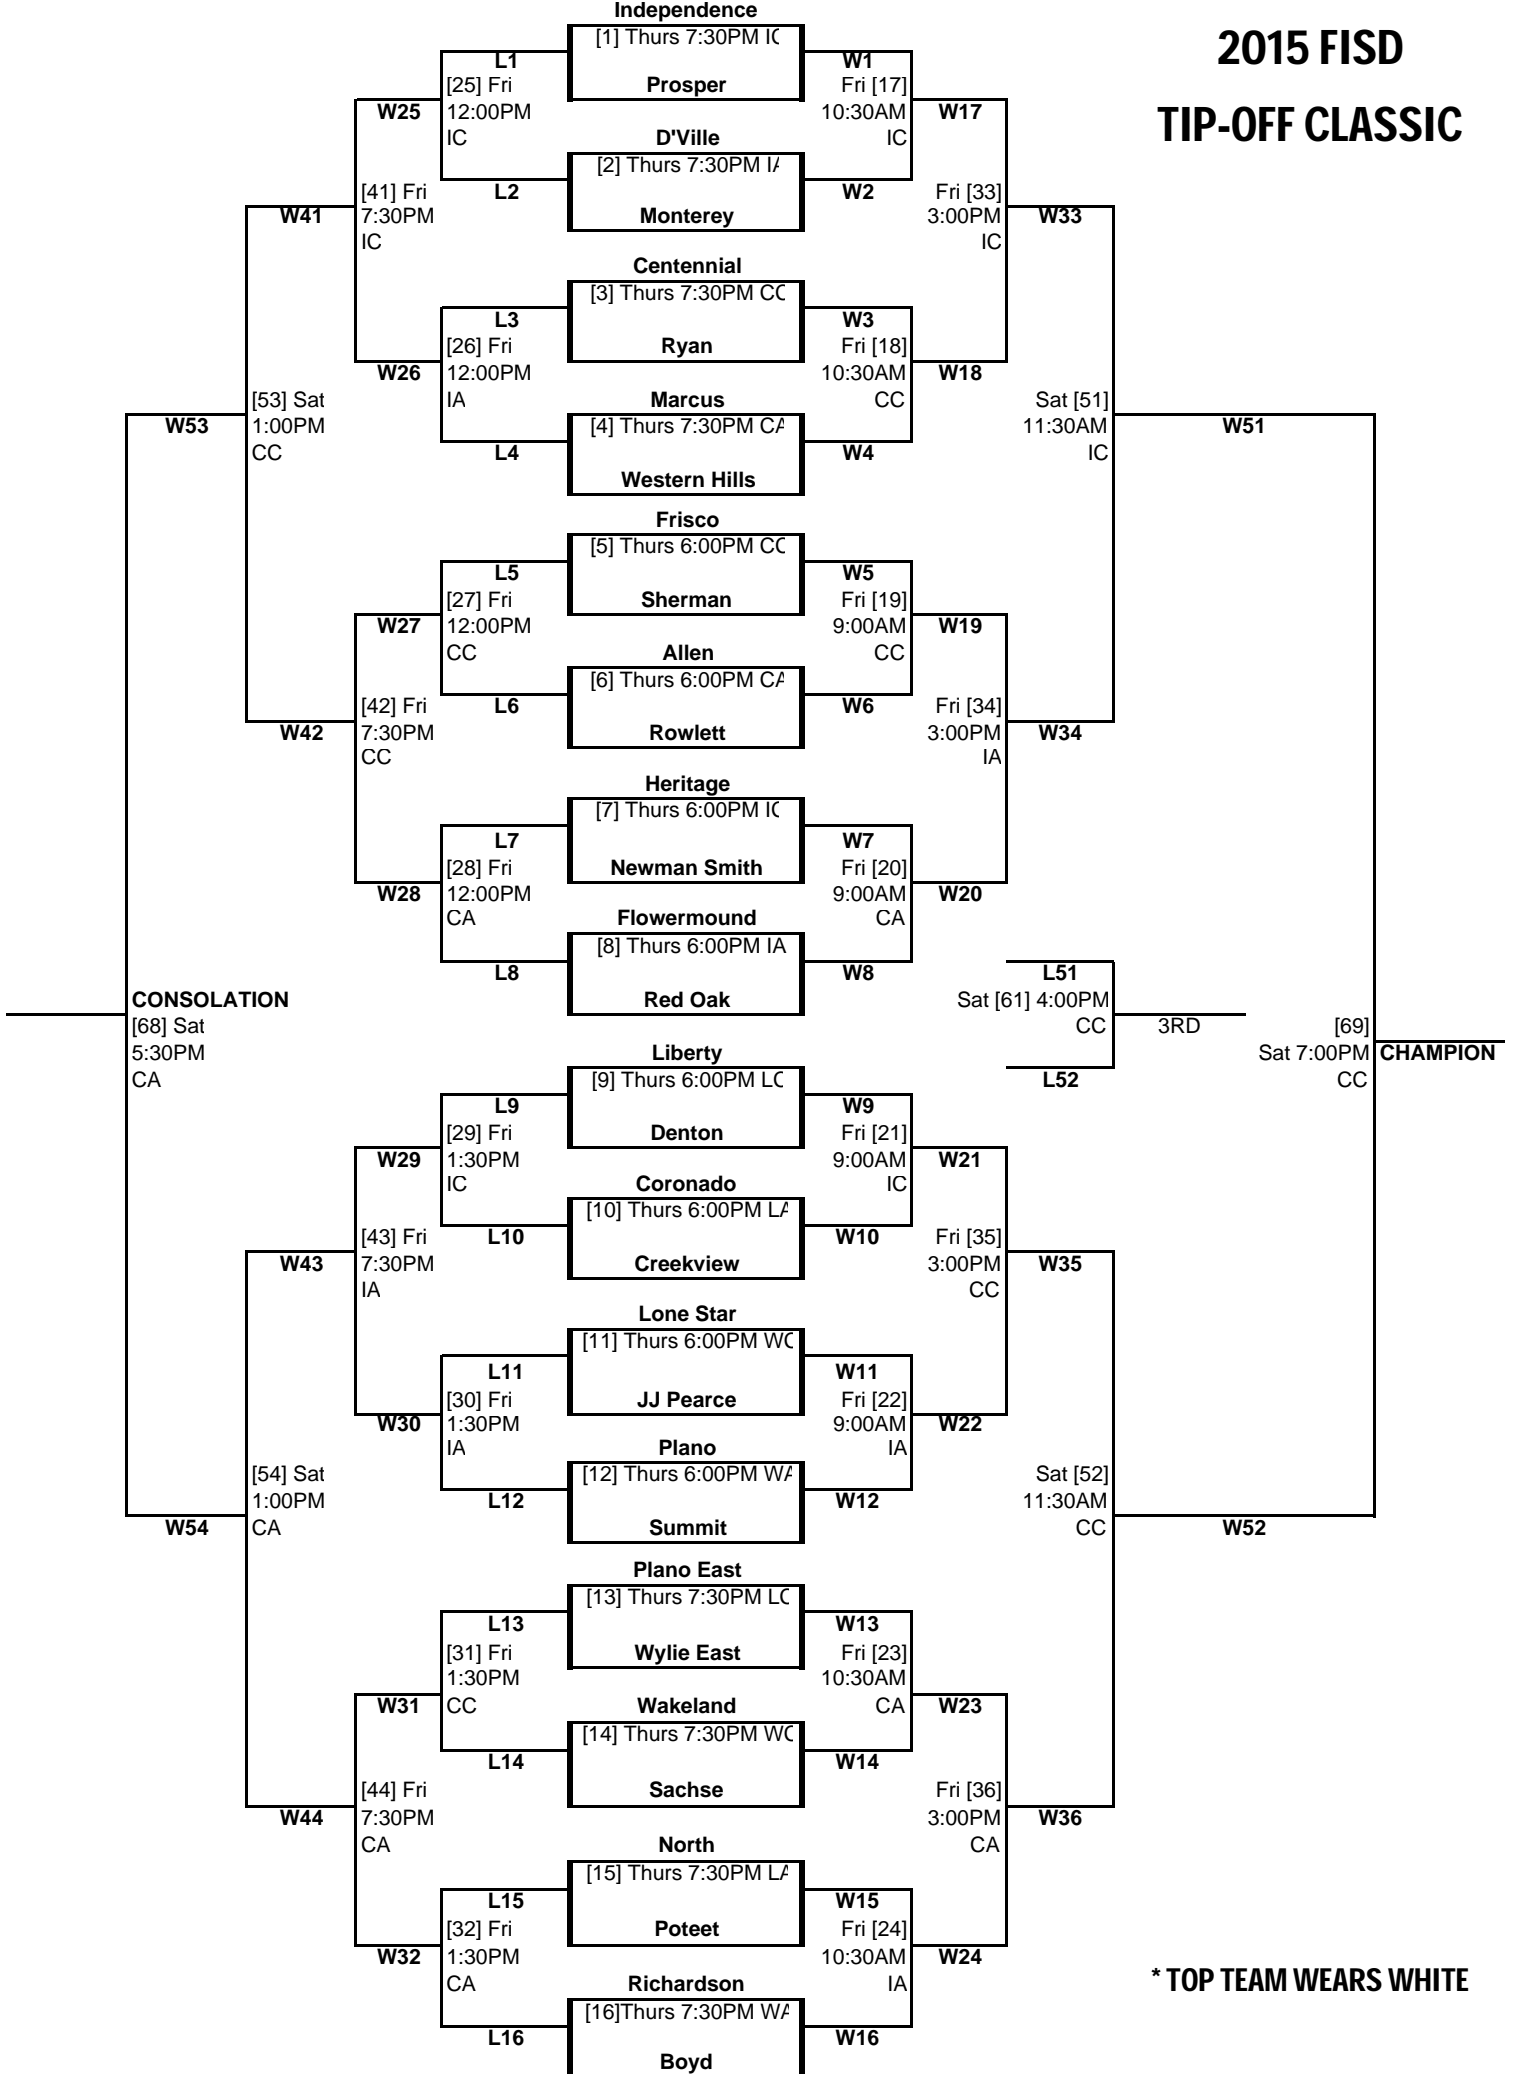 Independence
[1] Thurs 7:30PM IC
2015 FISD
L1
W1
[25] Fri
Prosper
Fri [17]
W25
12:00PM
10:30AM
W17
TIP-OFF CLASSIC
IC
D'Ville
IC
[2] Thurs 7:30PM IA
[41] Fri
L2
W2
Fri [33]
W41
7:30PM
Monterey
3:00PM
W33
IC
IC
Centennial
[3] Thurs 7:30PM CC
L3
W3
[26] Fri
Ryan
Fri [18]
W26
12:00PM
10:30AM
W18
[53] Sat
IA
Marcus
CC
Sat [51]
W53
1:00PM
[4] Thurs 7:30PM CA
11:30AM
W51
CC
L4
W4
IC
Western Hills
Frisco
[5] Thurs 6:00PM CC
L5
W5
[27] Fri
Sherman
Fri [19]
W27
12:00PM
9:00AM
W19
CC
Allen
CC
[6] Thurs 6:00PM CA
[42] Fri
L6
W6
Fri [34]
W42
7:30PM
Rowlett
3:00PM
W34
CC
IA
Heritage
[7] Thurs 6:00PM IC
L7
W7
[28] Fri
Newman Smith
Fri [20]
W28
12:00PM
9:00AM
W20
CA
Flowermound
CA
[8] Thurs 6:00PM IA
L8
W8
L51
CONSOLATION
Red Oak
Sat [61] 4:00PM
[68] Sat
CC
3RD
[69]
5:30PM
Liberty
Sat 7:00PM
CHAMPION
CA
[9] Thurs 6:00PM LC
L52
CC
L9
W9
[29] Fri
Denton
Fri [21]
W29
1:30PM
9:00AM
W21
IC
Coronado
IC
[10] Thurs 6:00PM LA
[43] Fri
L10
W10
Fri [35]
W43
7:30PM
Creekview
3:00PM
W35
IA
CC
Lone Star
[11] Thurs 6:00PM WC
L11
W11
[30] Fri
JJ Pearce
Fri [22]
W30
1:30PM
9:00AM
W22
IA
Plano
IA
[54] Sat
[12] Thurs 6:00PM WA
Sat [52]
1:00PM
L12
W12
11:30AM
W54
CA
Summit
CC
W52
Plano East
[13] Thurs 7:30PM LC
L13
W13
[31] Fri
Wylie East
Fri [23]
1:30PM
10:30AM
W31
CC
Wakeland
CA
W23
[14] Thurs 7:30PM WC
L14
W14
[44] Fri
Sachse
Fri [36]
W44
7:30PM
3:00PM
W36
CA
North
CA
[15] Thurs 7:30PM LA
L15
W15
[32] Fri
Poteet
Fri [24]
W32
1:30PM
10:30AM
W24
CA
Richardson
IA
* TOP TEAM WEARS WHITE
[16]Thurs 7:30PM WA
L16
W16
Boyd